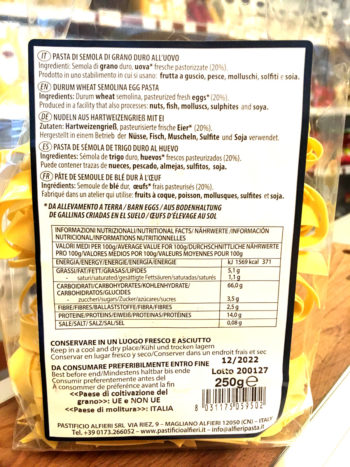 IT PASTA DI SEMOLA DI GRANO DURO ALL'UOVO
Ingredienti: Semola di grano duro, uova* fresche pastorizzate (20%).
Prodotto in uno stabilimento in cui si usano: frutta a guscio, pesce, molluschi, solfiti e soia.
EN DURUM WHEAT SEMOLINA EGG PASTA
Ingredients: Durum wheat semolina, pasteurized fresh eggs* (20%).
Produced in a facility that also processes: nuts, fish, molluscs, sulphites and soya.
DE NUDELN AUS HARTWEIZENGRIEß MIT EI
Zutaten: Hartweizengrieß, pasteurisierte frische Eier* (20%).
Hergestellt in einem Betrieb der Nüsse, Fisch, Muscheln, Sulfite und Soja verwendet.
ES PASTA DE SÉMOLA DE TRIGO DURO AL HUEVO
Ingredientes: Sémola de trigo duro, huevos* frescos pasteurizados (20%).
Puede contener trazas de nueces, pescado, almejas, sulfitos, soja.
FR PÂTE DE SEMOULE DE BLÉ DUR À L'ŒUF
Ingrédients: Semoule de blé dur, œufs* frais pasteurisés (20%).
Fabriqué dans un atelier qui utilise: fruits à coque, poisson, mollusques, sulfites et soja.
* DA ALLEVAMENTO A TERRA / BARN EGGS / AUS BODENHALTUNG
DE GALLINAS CRIADAS EN EL SUELO / ŒUFS D'ÉLEVAGE AU SOL
INFORMAZIONI NUTRIZIONALI/NUTRITIONAL FACTS/ NÄHRWERTE /INFORMACIÓN
NUTRICIONAL/INFORMATIONS NUTRITIONNELLES
VALORI MEDI PER 100g/AVERAGE VALUE FOR 100g/DURCHSCHNITTLICHE NÄHRWERTE
PRO 100g/VALORES MEDIOS POR 100g/VALEURS MOYENNES POUR 100g
ENERGIA/ENERGY/ENERGIE/ENERGÍA/ÉNERGIE kJ 1569 kcal 371
GRASSI/FAT/FETT/GRASAS/LIPIDES 5,1 g
- saturi/saturated/gesättigte Fettsäuren/saturadas/saturés 1,1 g
CARBOIDRATI/CARBOHYDRATES/KOHLENHYDRATE/ 66,0 g
CARBOHIDRATOS/GLUCIDES
- zuccheri/sugars/Zucker/azúcares/sucres 3,5 g
FIBRE/FIBRES/BALLASTSTOFFE/FIBRA/FIBRES 2,5 g
PROTEINE/PROTEINS/EIWEIß/PROTEÍNAS/PROTÉINES 14,0 g
SALE/SALT/SALZ/SAL/SEL 0,08 g
CONSERVARE IN UN LUOGO FRESCO E ASCIUTTO
Keep in a cool and dry place/Kühl und trocken lagern
Conservar en lugar fresco y seco/Conserver dans un endroit frais et sec
DA CONSUMARE PREFERIBILMENTE ENTRO FINE 12/2022
Best before end/Mindestens haltbar bis ende Lotto 200127
Consumir preferentemente antes del
A consommer de préférence avant la fin 250g e
<<Paese di coltivazione del
grano>>: UE e NON UE
<<Paese di molitura>>: ITALIA
8 031173 059502
PASTIFICIO ALFIERI SRL VIA RIEZ, 9 - MAGLIANO ALFIERI 12050 (CN) - ITALY
Tel. +39 0173.266052 - www.pastificioalfieri.it - info@alfieripasta.it